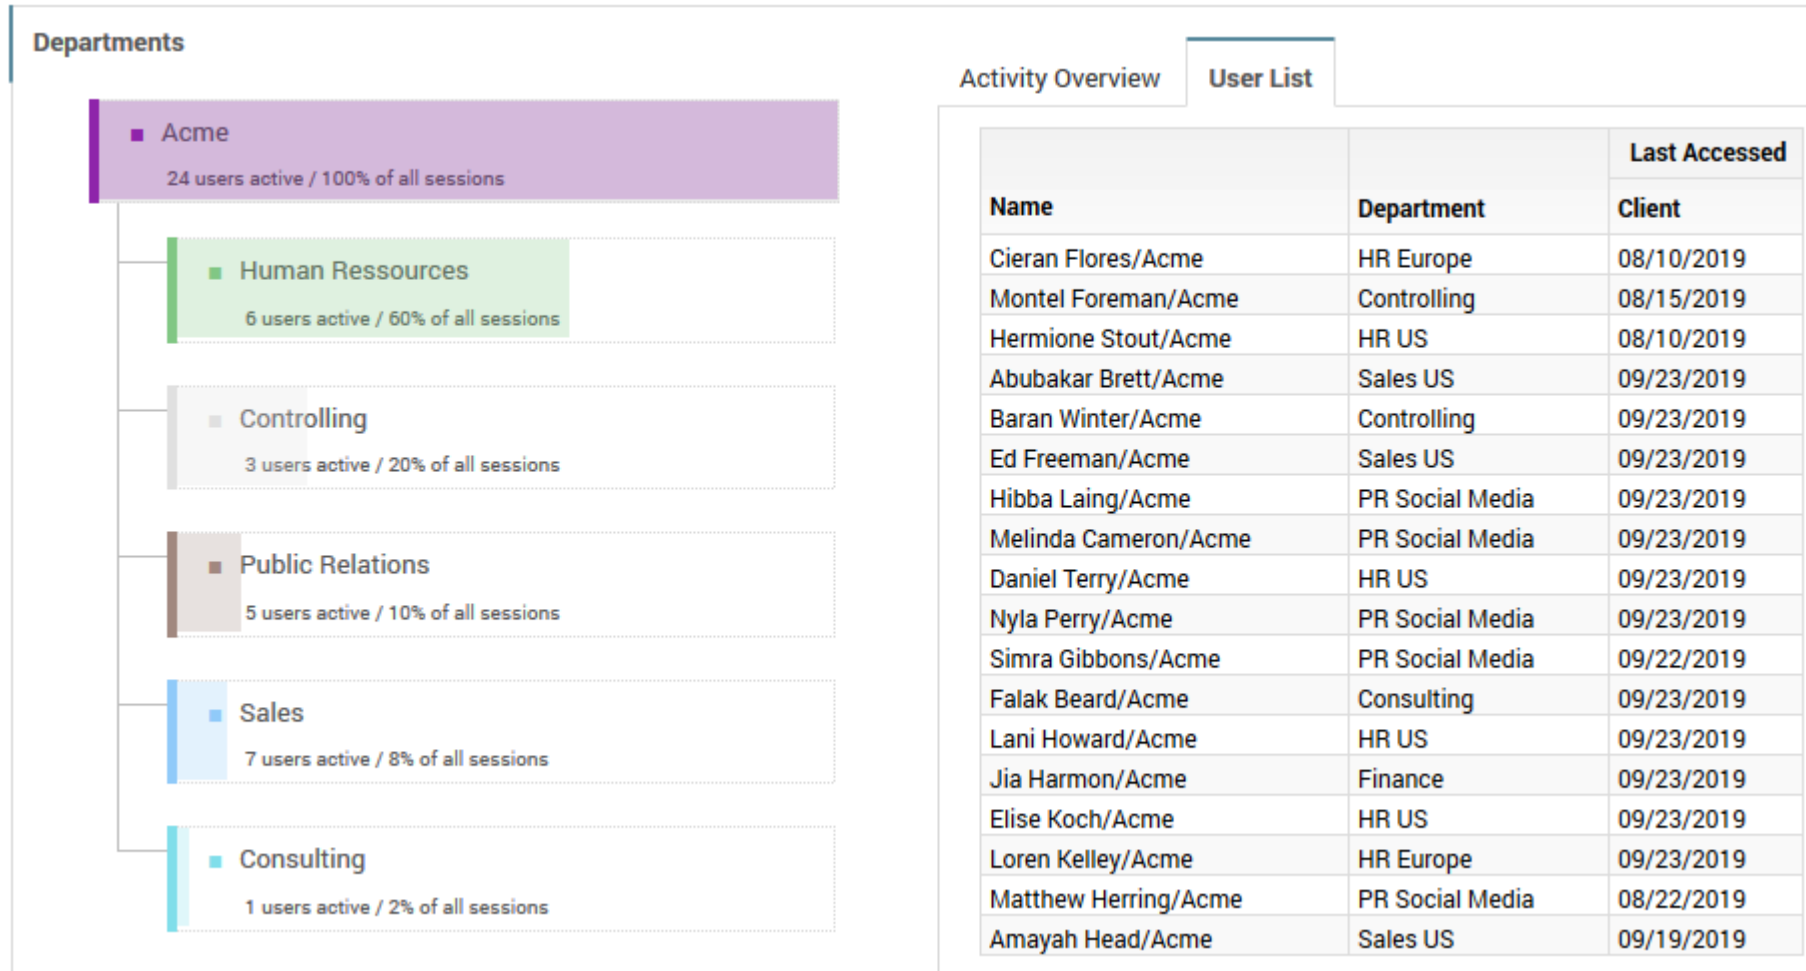 Departments
Acme
24 users active / 100% of all sessions
Human Ressources
6 users active / 60% of all sessions
Controlling
3 users active / 20% of all sessions
Public Relations
5 users active / 10% of all sessions
Sales
7 users active / 8% of all sessions
Consulting
1 users active / 2% of all sessions
Activity Overview User List
Last Accessed
Name Department Client
Cieran Flores/Acme HR Europe 08/10/2019
Montel Foreman/Acme Controlling 08/15/2019
Hermione Stout/Acme HR US 08/10/2019
Abubakar Brett/Acme Sales US 09/23/2019
Baran Winter/Acme Controlling 09/23/2019
Ed Freeman/Acme Sales US 09/23/2019
Hibba Laing/Acme PR Social Media 09/23/2019
Melinda Cameron/Acme PR Social Media 09/23/2019
Daniel Terry/Acme HR US 09/23/2019
Nyla Perry/Acme PR Social Media 09/23/2019
Simra Gibbons/Acme PR Social Media 09/22/2019
Falak Beard/Acme Consulting 09/23/2019
Lani Howard/Acme HR US 09/23/2019
Jia Harmon/Acme Finance 09/23/2019
Elise Koch/Acme HR US 09/23/2019
Loren Kelley/Acme HR Europe 09/23/2019
Matthew Herring/Acme PR Social Media 08/22/2019
Amayah Head/Acme Sales US 09/19/2019